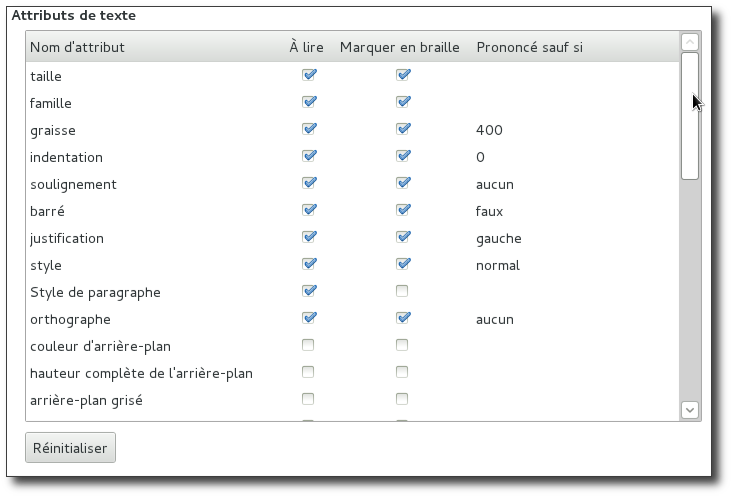 Attributs de texte
Nom d'attribut À lire Marquer en braille Prononcé sauf si
taille
famille
graisse 400
indentation 0
soulignement aucun
barré faux
justification gauche
style normal
Style de paragraphe
orthographe aucun
couleur d'arrière-plan
hauteur complète de l'arrière-plan
arrière-plan grisé
Réinitialiser